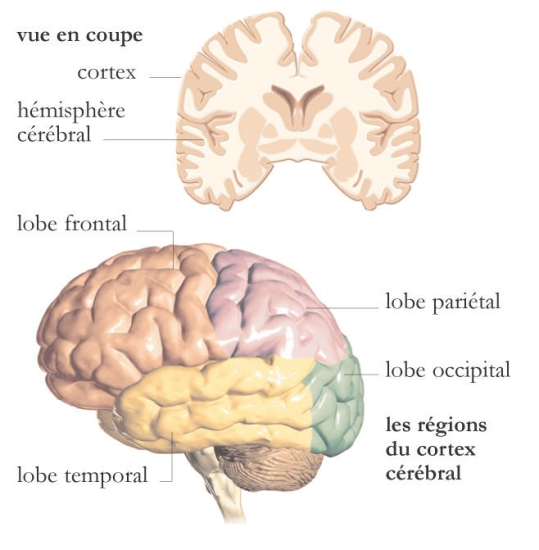 vue en coupe
cortex
hémisphère
cérébral
lobe frontal
lobe pariétal
lobe occipital
les régions
du cortex
cérébral
lobe temporal